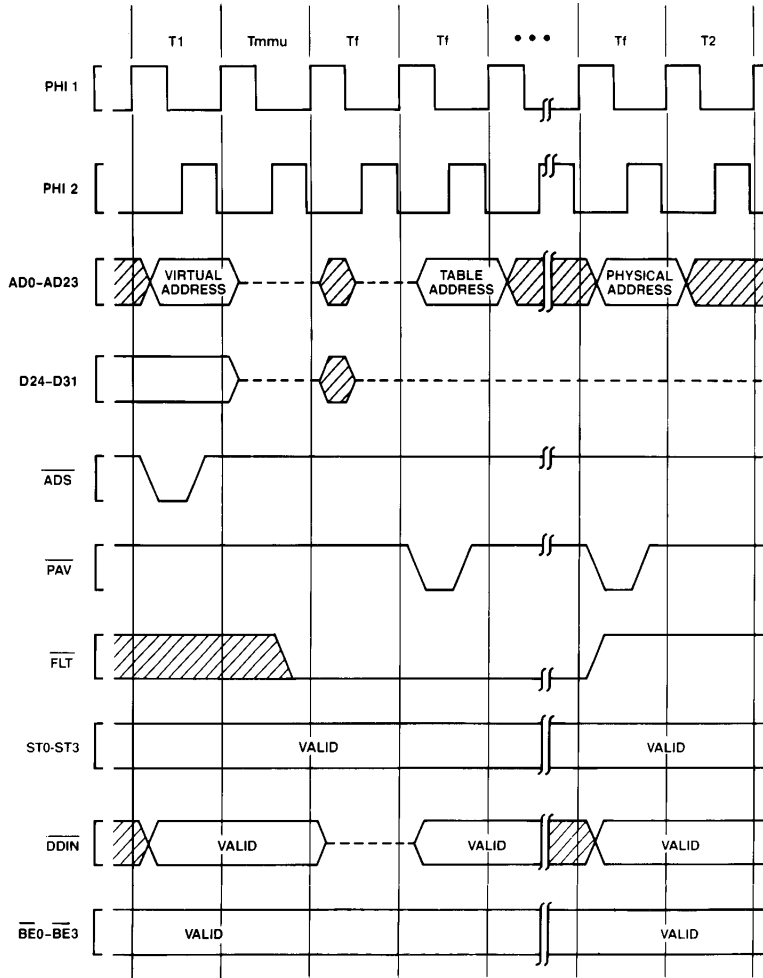 T1 Tmmu Tf Tf • • • Tf T2
PHI 1
PHI 2
AD0–AD23 VIRTUAL ADDRESS TABLE ADDRESS PHYSICAL ADDRESS
D24–D31
ADS
PAV
FLT
ST0-ST3 VALID VALID
DDIN VALID VALID VALID
BE0–BE3 VALID VALID